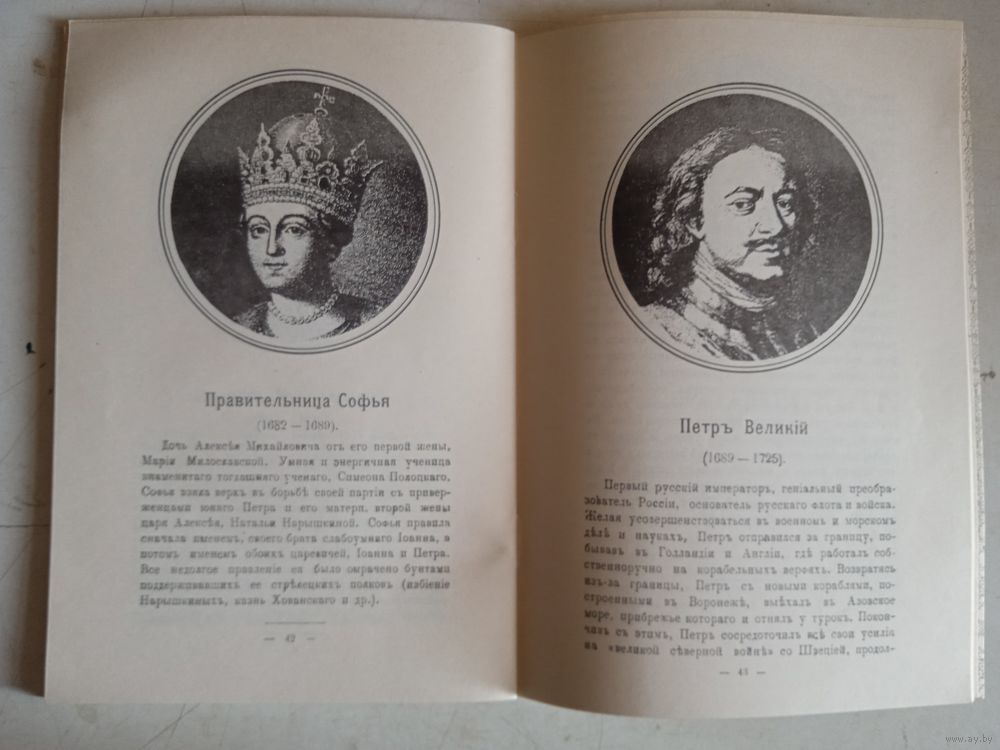 Правительница Софья
(1682 — 1689).
Дочь Алексѣя Михайловича отъ его первой жены,
Маріи Милославской. Умная и энергичная ученица
знаменитаго тогдашняго ученаго, Симеона Полоцкаго,
Софья взяла верхъ въ борьбѣ своей партіи съ привер-
женцами юнаго Петра и его матери, второй жены
царя Алексѣя, Натальи Нарышкиной. Софья правила
сначала именемъ, своего брата слабоумнаго Іоанна, а
потомъ именемъ обоихъ царевичей, Іоанна и Петра.
Все недолгое правленіе ея было омрачено бунтами
поддерживавшихъ ее стрѣлецкихъ полковъ (избіеніе
Нарышкиныхъ, казнь Хованскаго и др.).
— 42 —
Петръ Великій
(1689 — 1725).
Первый русскій императоръ, геніальный преобра-
зователь Россіи, основатель русскаго флота и войска.
Желая усовершенствоваться въ военномъ и морскомъ
дѣлѣ и наукахъ, Петръ отправился за границу, по-
бывавъ въ Голландіи и Англіи, гдѣ работалъ соб-
ственноручно на корабельныхъ верфяхъ. Возвратясь
изъ-за границы, Петръ съ новыми кораблями, по-
строенными въ Воронежѣ, выѣхалъ въ Азовское
море, прибрежье котораго и отнялъ у турокъ. Покон-
чивъ съ этимъ, Петръ сосредоточилъ всѣ свои усилія
на «великой сѣверной войнѣ» со Швеціей, продол-
— 43 —
www.ay.by